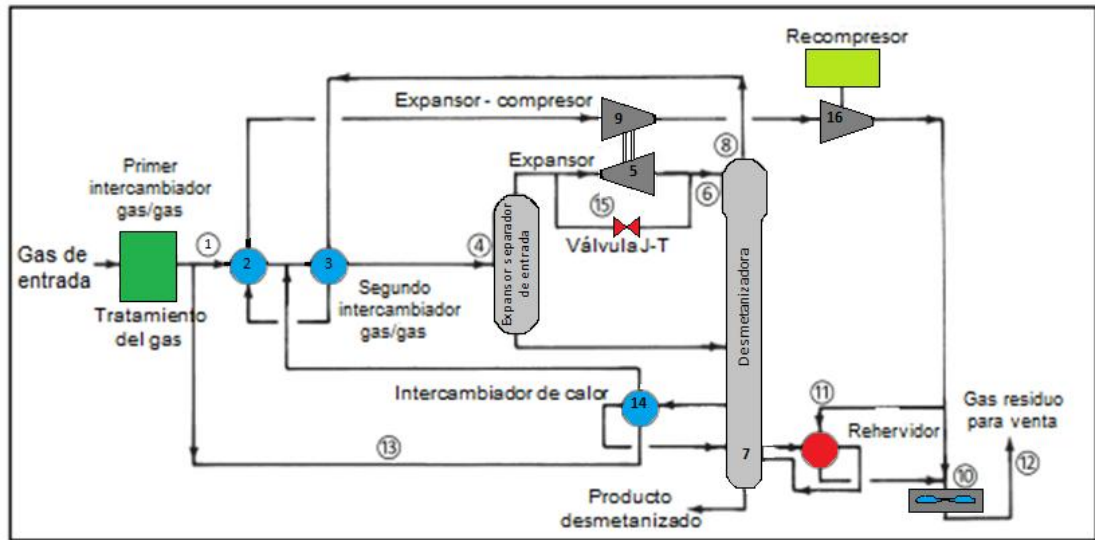 Recompresor
16
Expansor - compresor
9
8
Primer
intercambiador
gas/gas
Expansor
5
6
15
Válvula J-T
Gas de
entrada
1
2
3
4
Expansor separador
de entrada
Desmetanizadora
Segundo
intercambiador
gas/gas
Tratamiento
del gas
Intercambiador de calor
14
11
Gas residuo
para venta
Rehervidor
13
7
10
12
Producto
desmetanizado